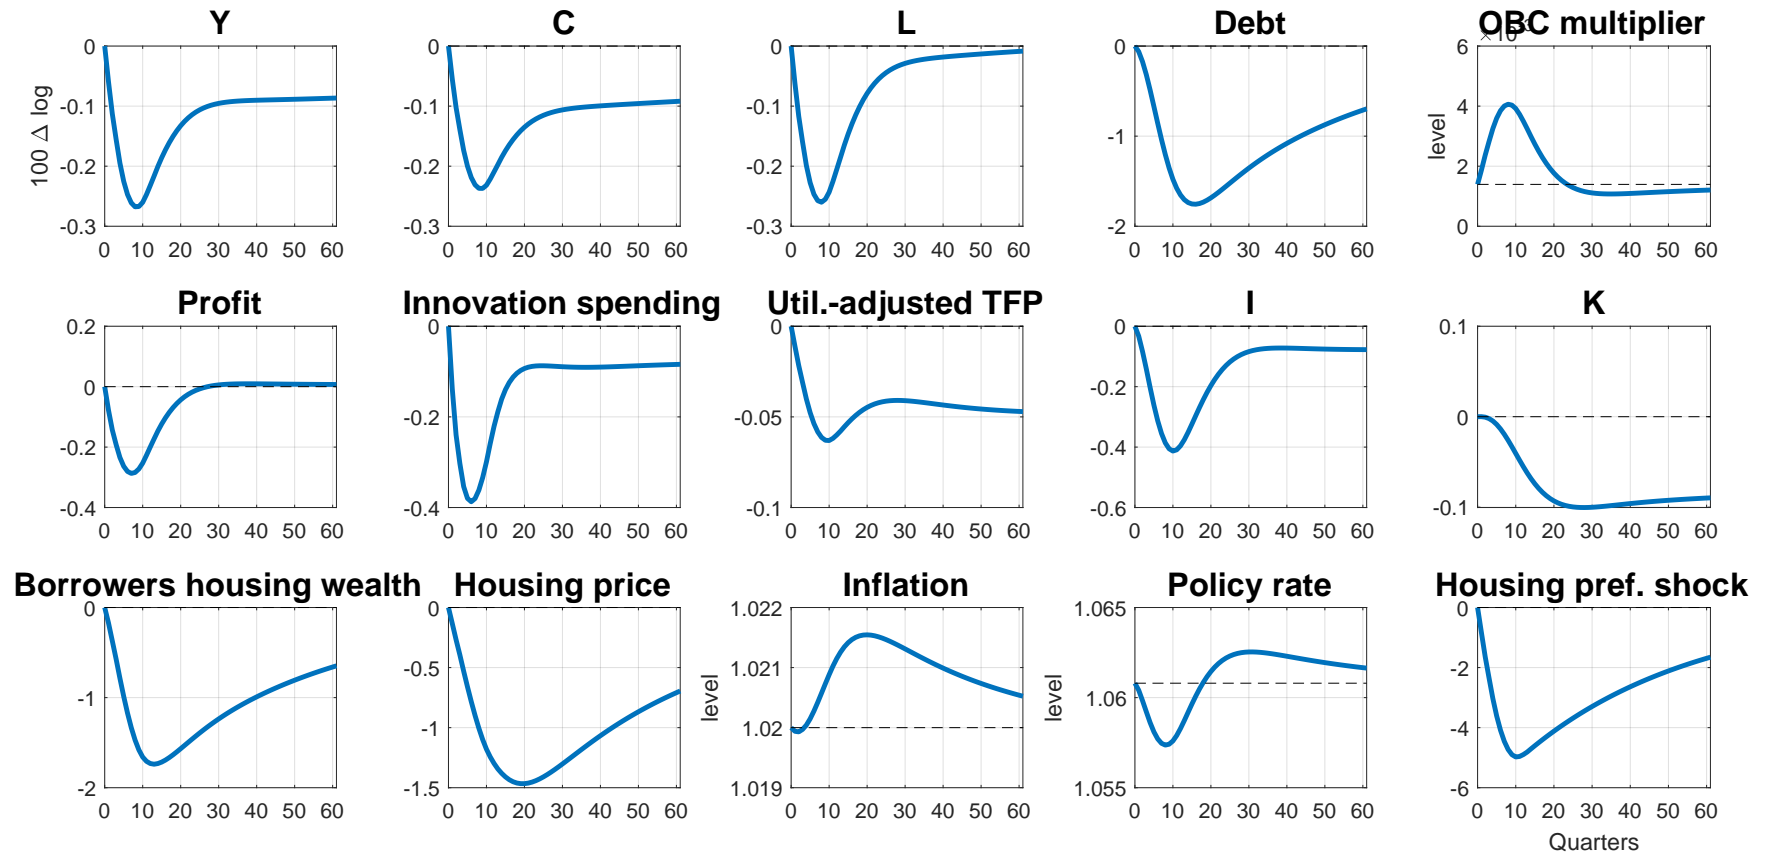 Y
C
L
Debt
OBC multiplier
100 Δ log
0
-0.1
-0.2
-0.3
0 10 20 30 40 50 60
0
-0.1
-0.2
-0.3
0 10 20 30 40 50 60
0
-0.1
-0.2
-0.3
0 10 20 30 40 50 60
0
-1
-2
0 10 20 30 40 50 60
×10⁻³
level
6
4
2
0
0 10 20 30 40 50 60
Profit
Innovation spending
Util.-adjusted TFP
I
K
0.2
0
-0.2
-0.4
0 10 20 30 40 50 60
0
-0.2
-0.4
0 10 20 30 40 50 60
0
-0.05
-0.1
0 10 20 30 40 50 60
0
-0.2
-0.4
-0.6
0 10 20 30 40 50 60
0.1
0
-0.1
0 10 20 30 40 50 60
Borrowers housing wealth
Housing price
Inflation
Policy rate
Housing pref. shock
0
-1
-2
0 10 20 30 40 50 60
0
-0.5
-1
-1.5
0 10 20 30 40 50 60
level
1.022
1.021
1.02
1.019
0 10 20 30 40 50 60
level
1.065
1.06
1.055
0 10 20 30 40 50 60
0
-2
-4
-6
0 10 20 30 40 50 60
Quarters